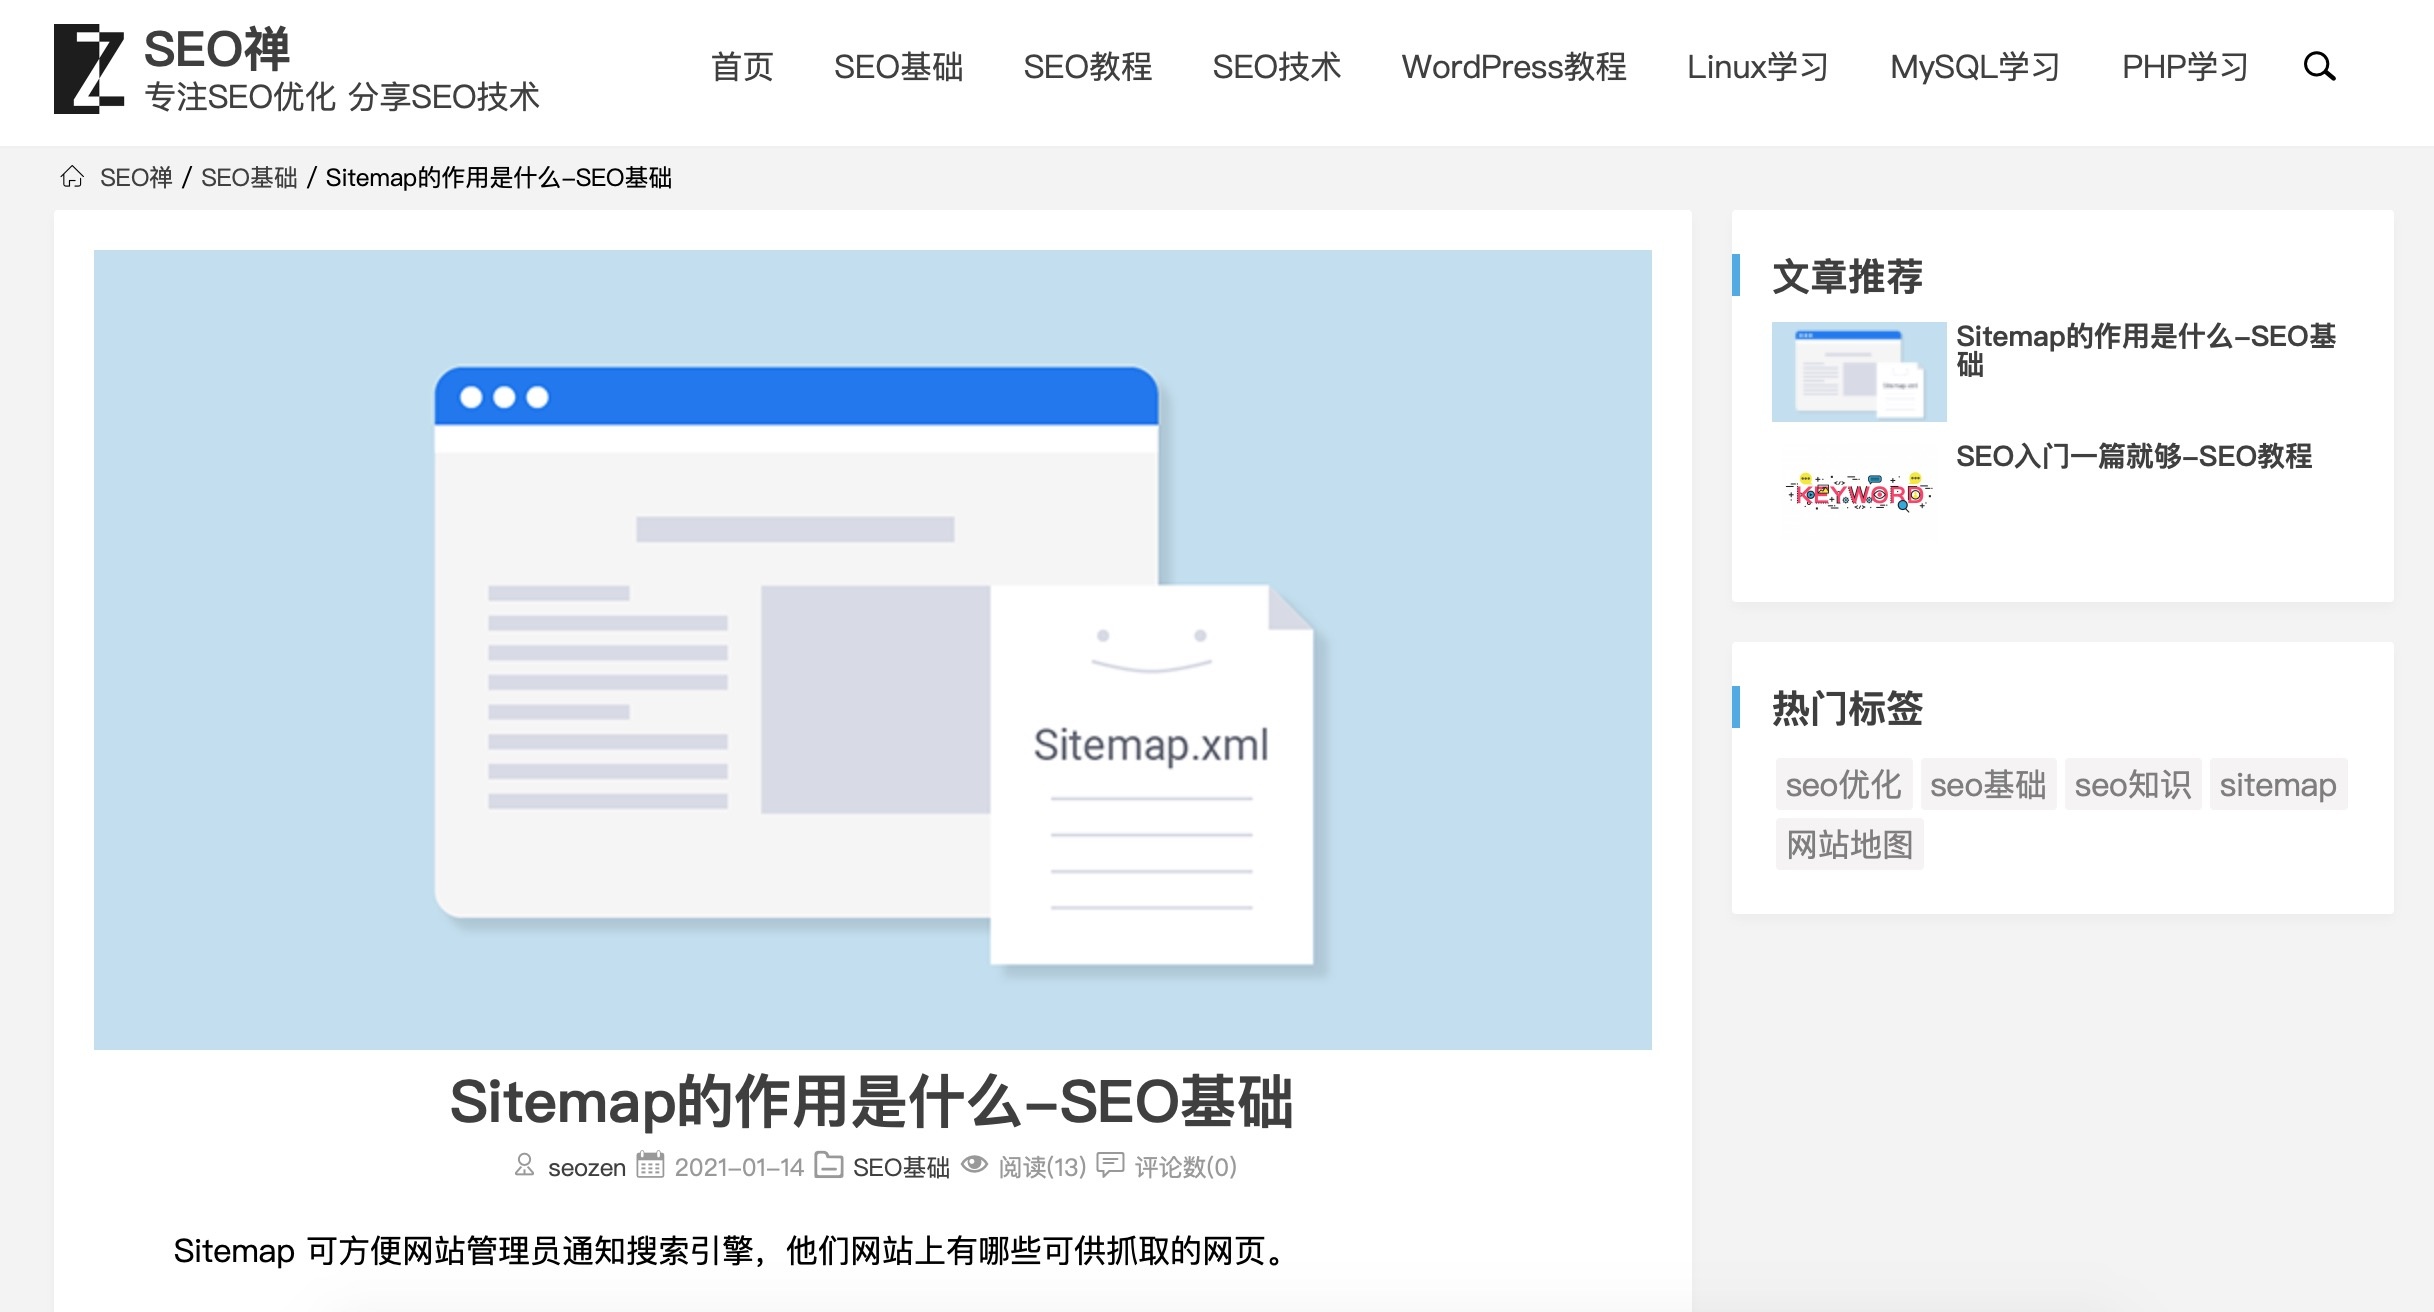 SEO禅
专注SEO优化 分享SEO技术
首页 SEO基础 SEO教程 SEO技术 WordPress教程 Linux学习 MySQL学习 PHP学习
SEO禅 / SEO基础 / Sitemap的作用是什么–SEO基础
Sitemap.xml
Sitemap的作用是什么–SEO基础
seozen 2021–01–14 SEO基础 阅读(13) 评论数(0)
Sitemap 可方便网站管理员通知搜索引擎，他们网站上有哪些可供抓取的网页。
文章推荐
Sitemap.xml
Sitemap的作用是什么–SEO基
础
KEYWORD
SEO入门一篇就够–SEO教程
热门标签
seo优化 seo基础 seo知识 sitemap
网站地图